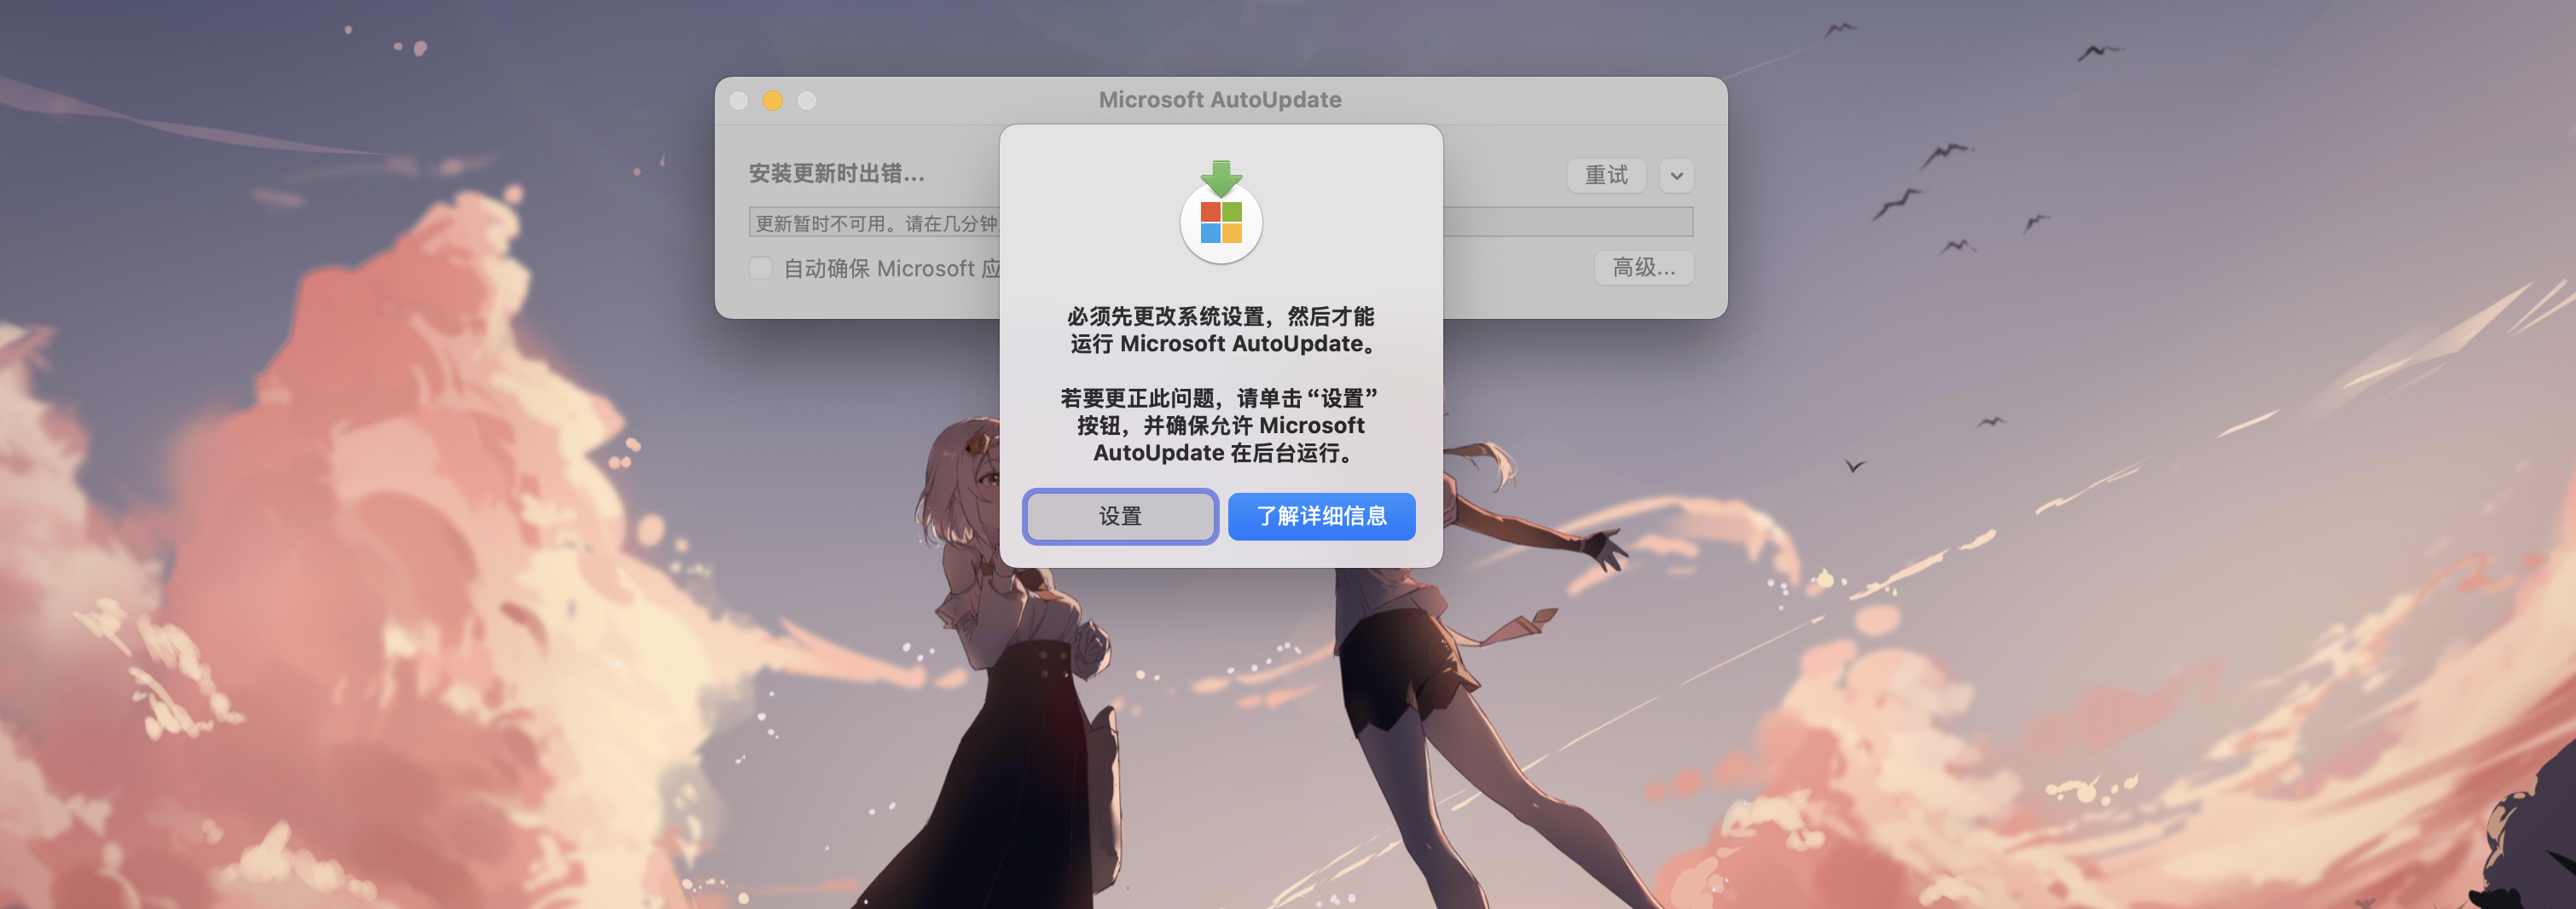 Microsoft AutoUpdate
安装更新时出错...
重试
更新暂时不可用。请在几分钟
自动确保 Microsoft 应
高级...
必须先更改系统设置，然后才能
运行 Microsoft AutoUpdate。
若要更正此问题，请单击“设置”
按钮，并确保允许 Microsoft
AutoUpdate 在后台运行。
设置
了解详细信息